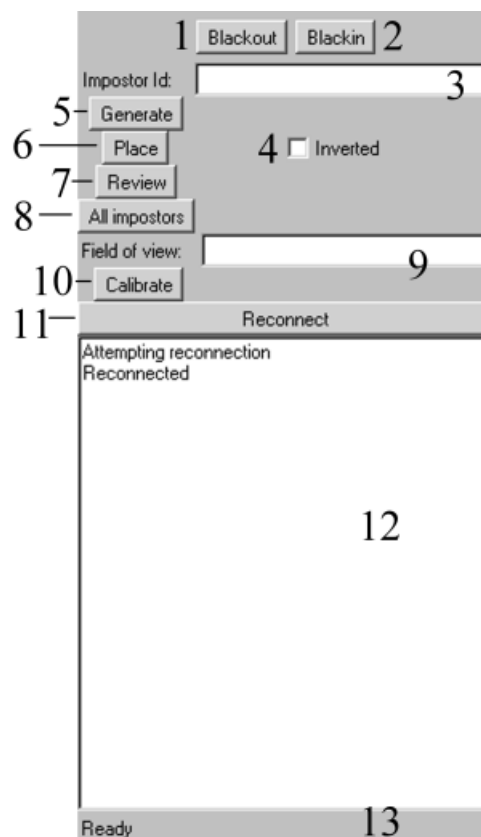 1 Blackout Blackin 2
Impostor Id: 3
5 Generate
6 Place 4 Inverted
7 Review
8 All impostors
Field of view: 9
10 Calibrate
11 Reconnect
Attempting reconnection
Reconnected
12
Ready 13